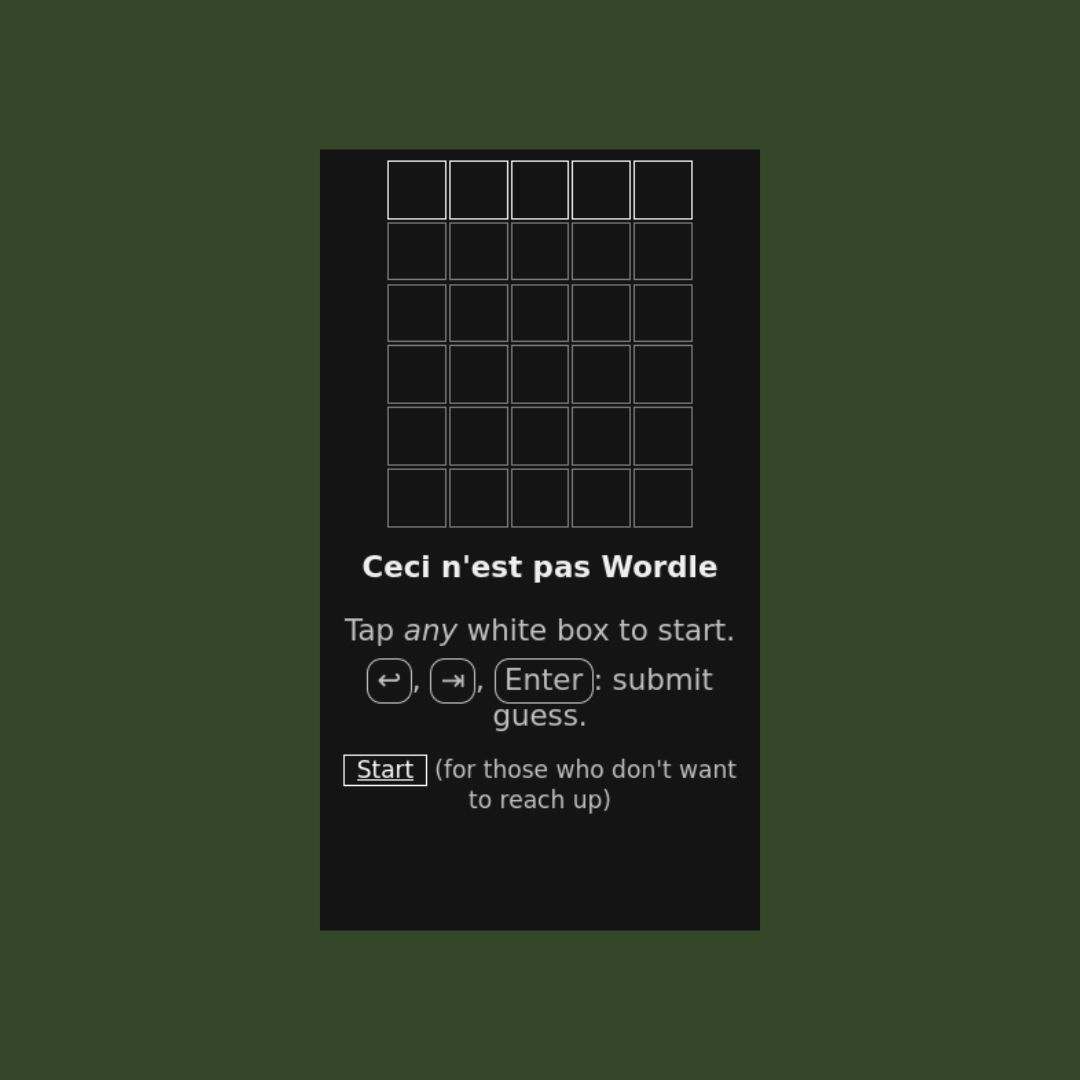 Ceci n'est pas Wordle
Tap any white box to start.
↩, ⇥, Enter: submit
guess.
Start (for those who don't want
to reach up)